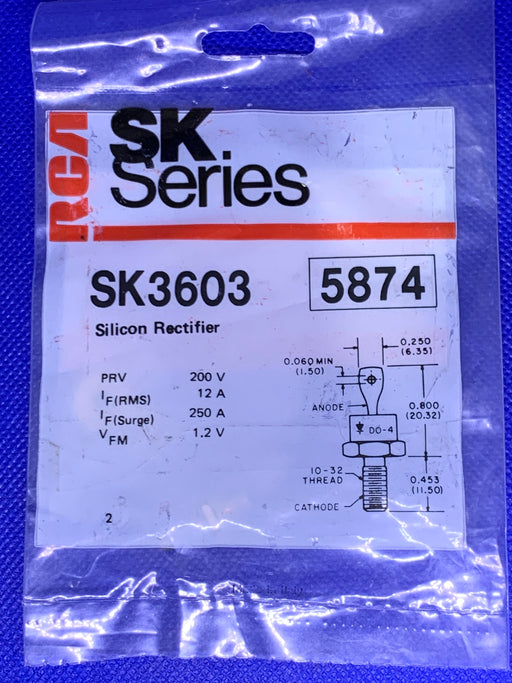 RCA
SK
Series
SK3603 5874
Silicon Rectifier
PRV 200 V
IF(RMS) 12 A
IF(Surge) 250 A
VFM 1.2 V
0.060 MIN
(1.50)
0.250
(6.35)
ANODE
0.800
(20.32)
DO-4
10-32
THREAD
0.453
(11.50)
CATHODE
2